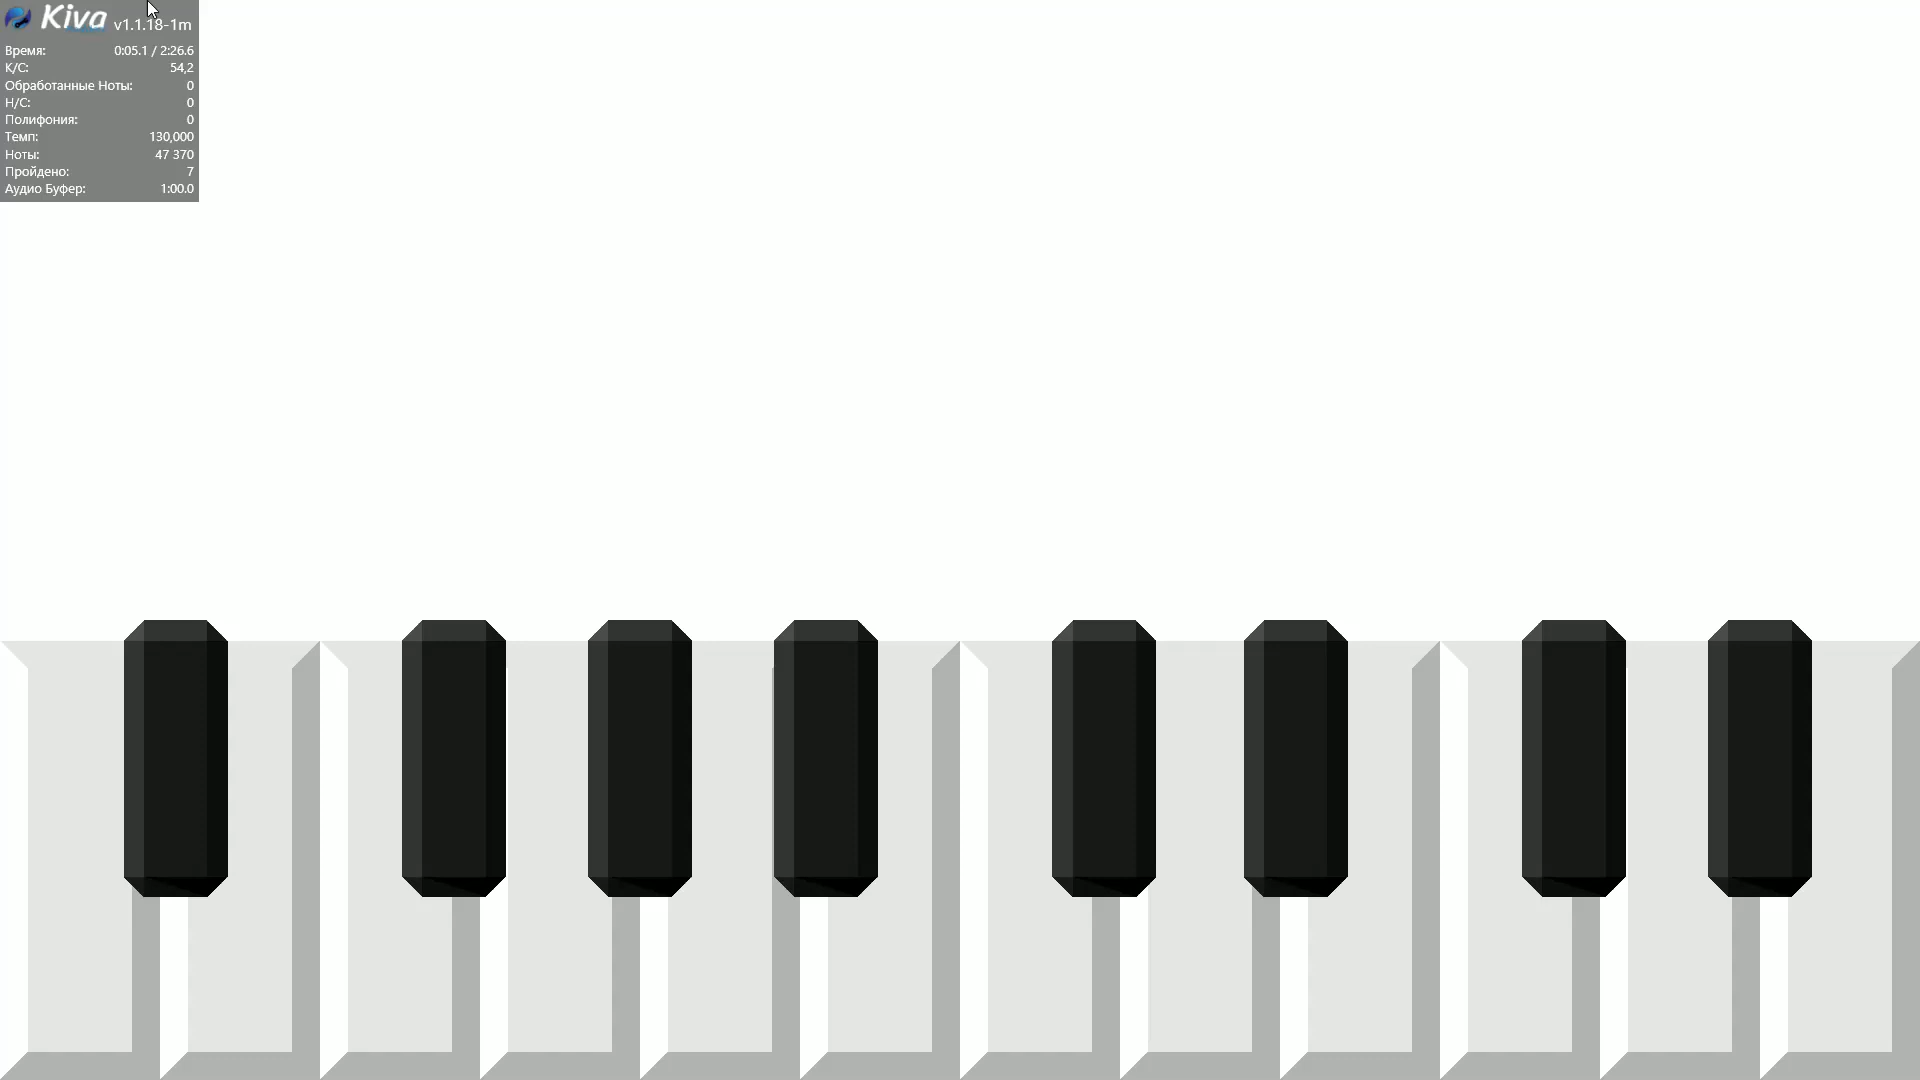 Kiva v1.1.18-1m
Время: 0:05.1 / 2:26.6
К/С: 54,2
Обработанные Ноты: 0
Н/С: 0
Полифония: 0
Темп: 130,000
Ноты: 47 370
Пройдено: 7
Аудио Буфер: 1:00.0